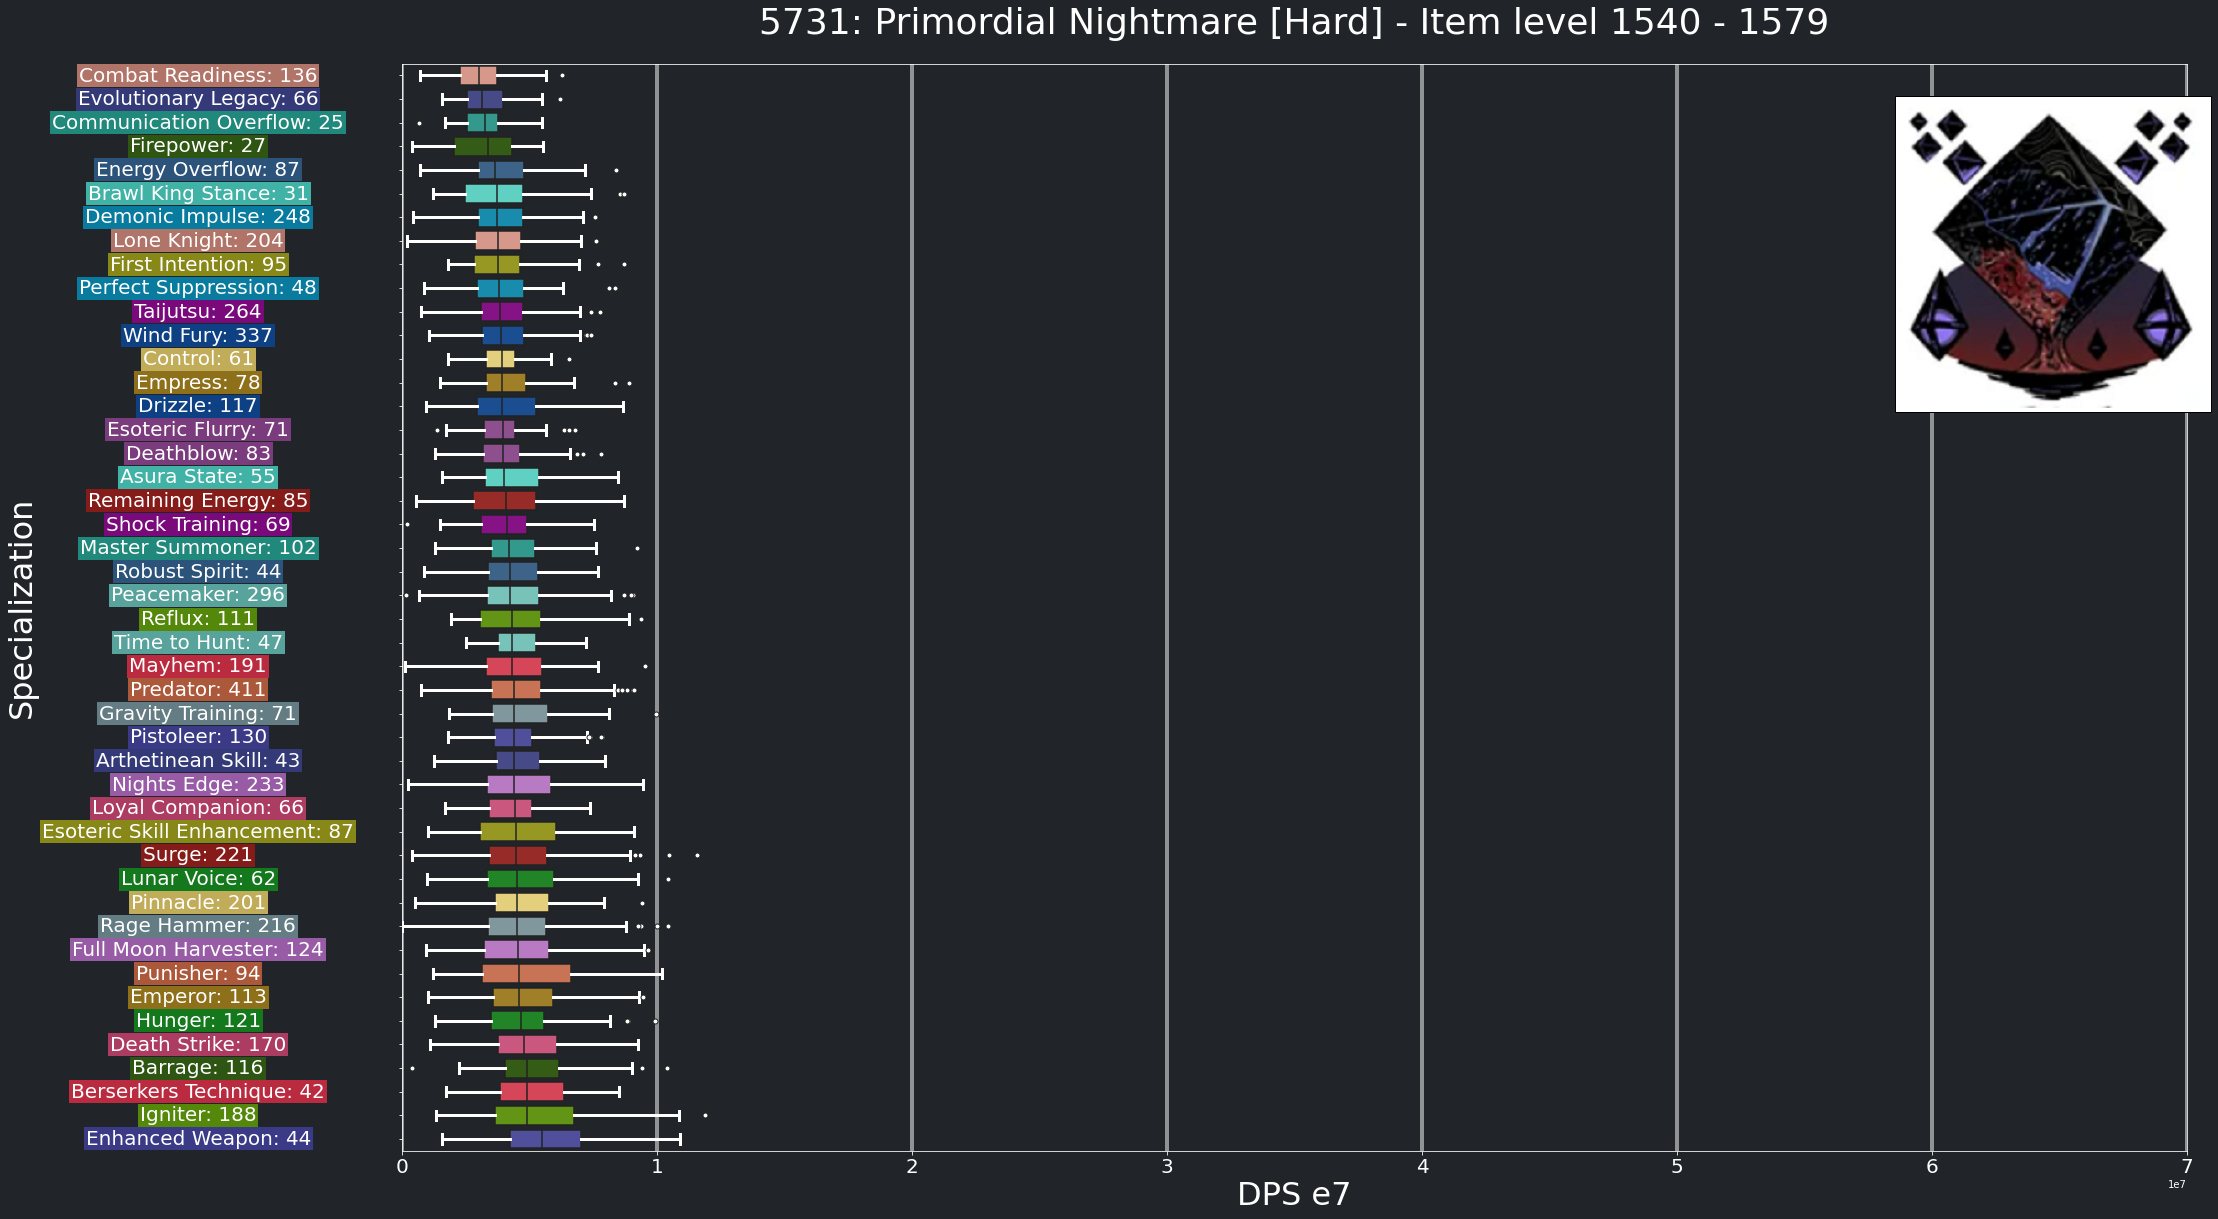 5731: Primordial Nightmare [Hard] - Item level 1540 - 1579
Combat Readiness: 136
Evolutionary Legacy: 66
Communication Overflow: 25
Firepower: 27
Energy Overflow: 87
Brawl King Stance: 31
Demonic Impulse: 248
Lone Knight: 204
First Intention: 95
Perfect Suppression: 48
Taijutsu: 264
Wind Fury: 337
Control: 61
Empress: 78
Drizzle: 117
Esoteric Flurry: 71
Deathblow: 83
Asura State: 55
Remaining Energy: 85
Shock Training: 69
Master Summoner: 102
Robust Spirit: 44
Peacemaker: 296
Reflux: 111
Time to Hunt: 47
Mayhem: 191
Predator: 411
Gravity Training: 71
Pistoleer: 130
Arthetinean Skill: 43
Nights Edge: 233
Loyal Companion: 66
Esoteric Skill Enhancement: 87
Surge: 221
Lunar Voice: 62
Pinnacle: 201
Rage Hammer: 216
Full Moon Harvester: 124
Punisher: 94
Emperor: 113
Hunger: 121
Death Strike: 170
Barrage: 116
Berserkers Technique: 42
Igniter: 188
Enhanced Weapon: 44
Specialization
0 1 2 3 4 5 6 7
1e7
DPS e7